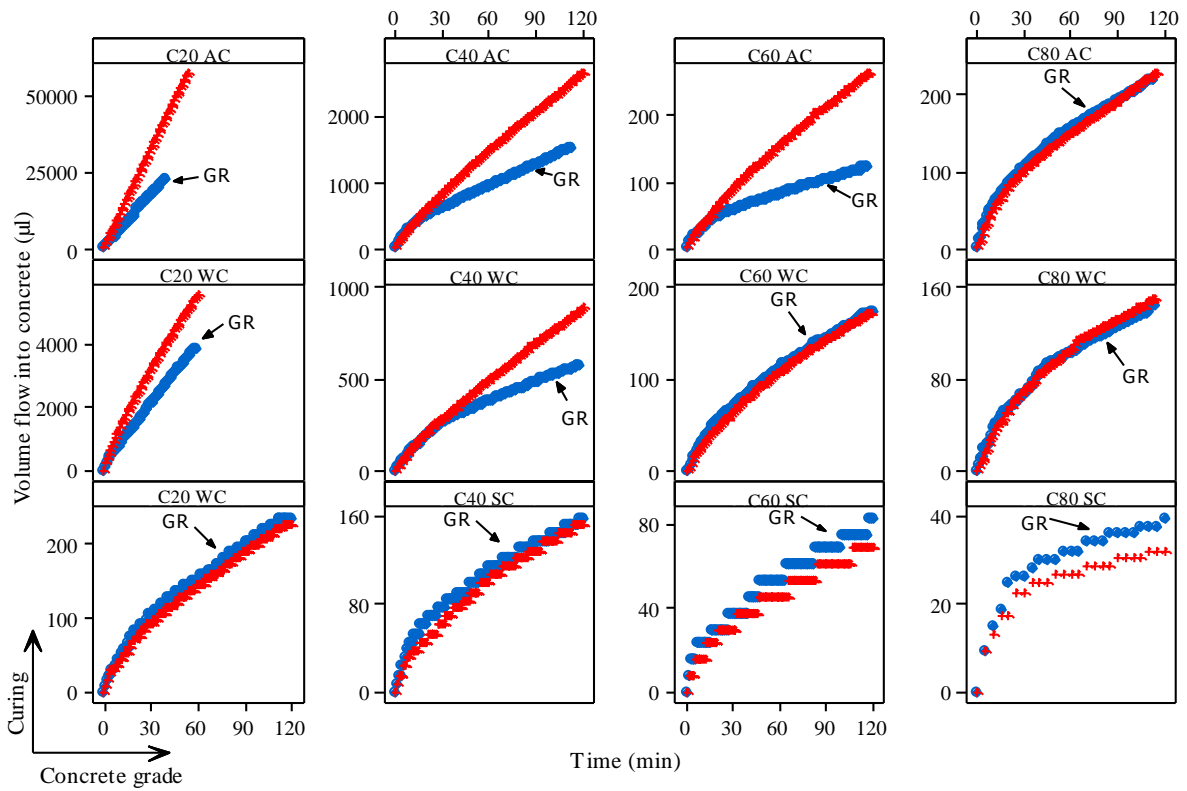 0 30 60 90 120
0 30 60 90 120
C20 AC
C40 AC
C60 AC
C80 AC
50000
25000
0
GR
2000
1000
0
GR
200
100
0
GR
200
100
0
GR
C20 WC
C40 WC
C60 WC
C80 WC
4000
2000
0
GR
1000
500
0
GR
200
100
0
GR
160
80
0
GR
C20 WC
C40 SC
C60 SC
C80 SC
200
100
0
GR
160
80
0
GR
80
40
0
GR
40
20
0
GR
0 30 60 90 120
0 30 60 90 120
Volume flow into concrete (µl)
Time (min)
Curing
Concrete grade